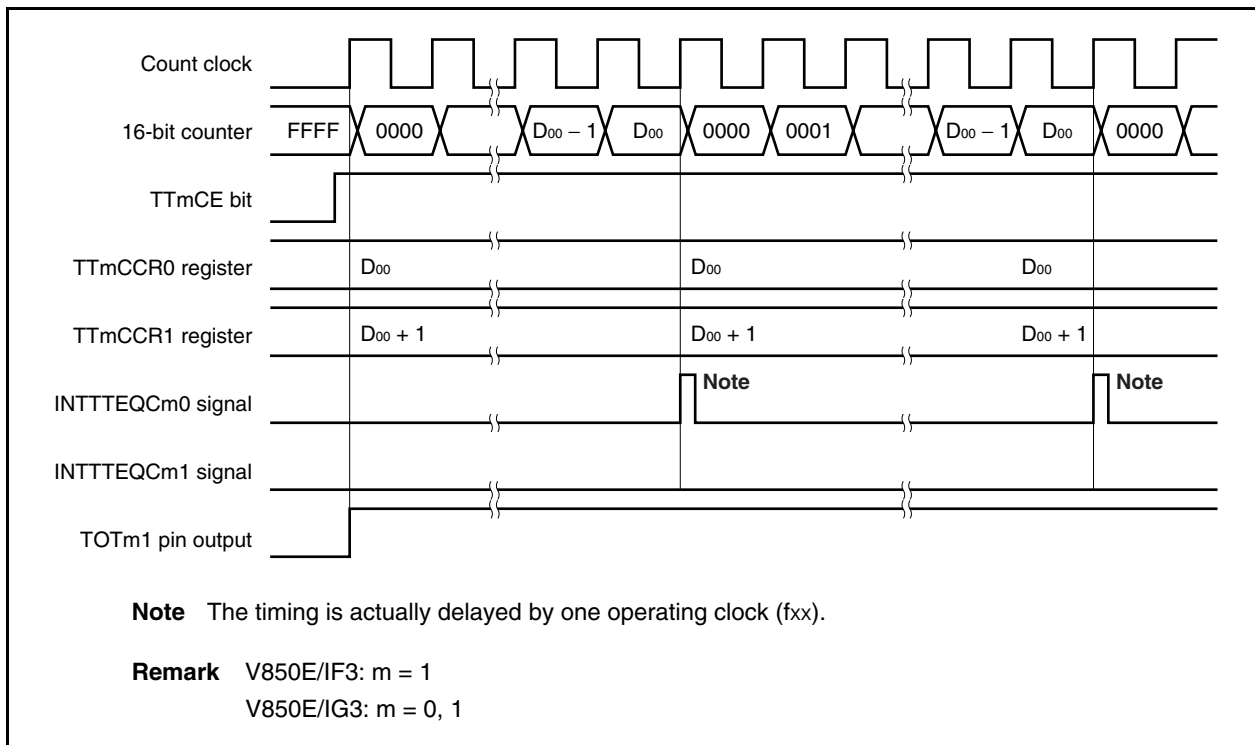 Count clock
16-bit counter FFFF 0000 D00 − 1 D00 0000 0001 D00 − 1 D00 0000
TTmCE bit
TTmCCR0 register D00 D00 D00
TTmCCR1 register D00 + 1 D00 + 1 D00 + 1
INTTTEQCm0 signal Note Note
INTTTEQCm1 signal
TOTm1 pin output
Note The timing is actually delayed by one operating clock (fxx).
Remark V850E/IF3: m = 1
V850E/IG3: m = 0, 1